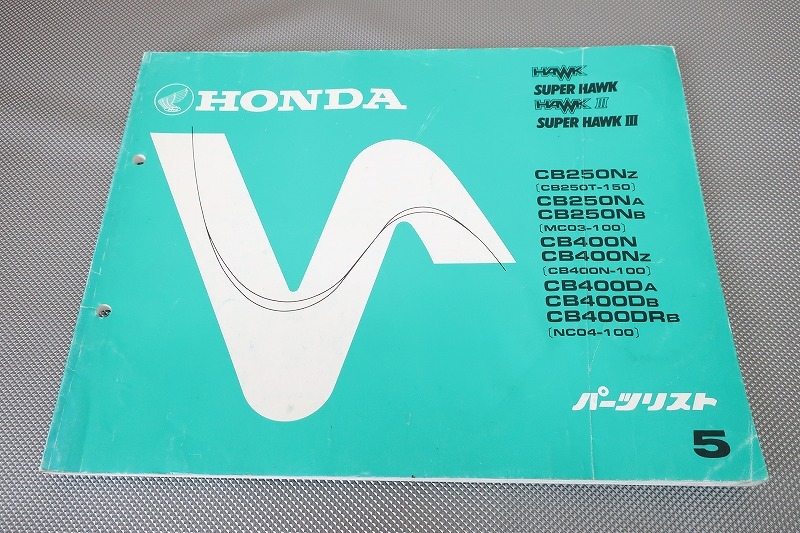 HONDA
HAWK
SUPER HAWK
HAWK III
SUPER HAWK III
CB250NZ
(CB250T-150)
CB250NA
CB250NB
(MC03-100)
CB400N
CB400NZ
(CB400N-100)
CB400DA
CB400DB
CB400DRB
(NC04-100)
パーツリスト
5